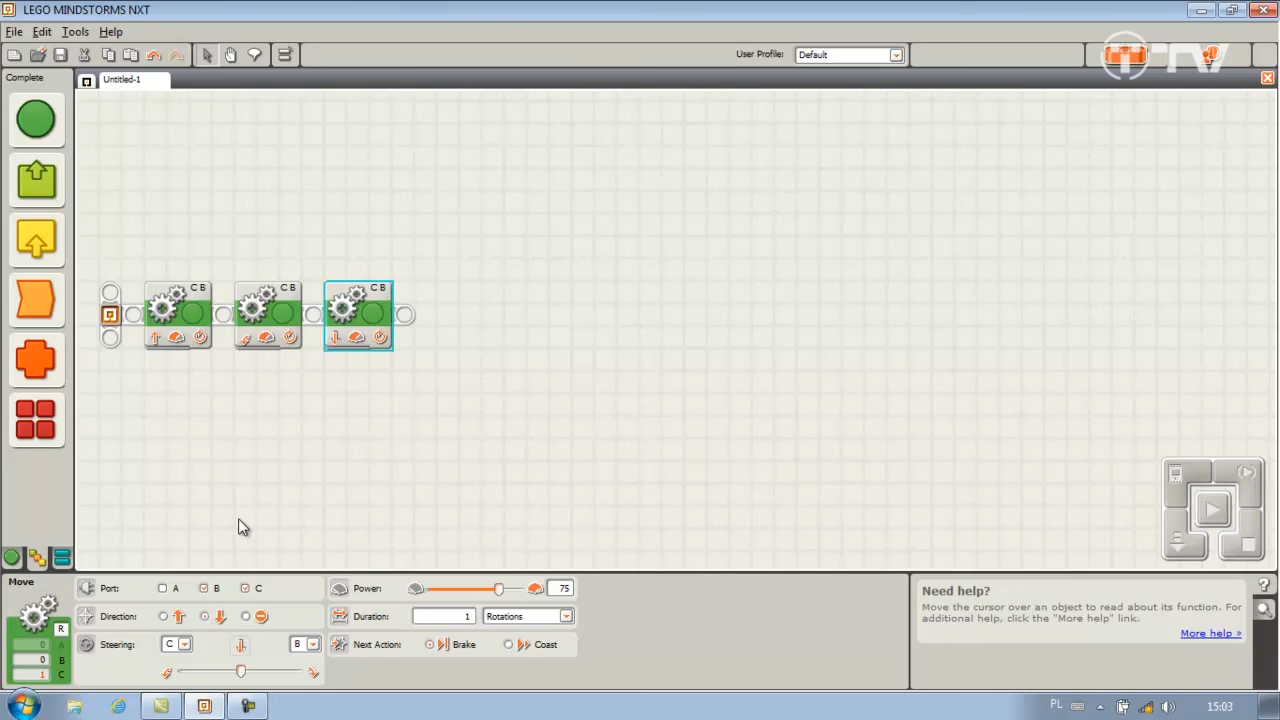 LEGO MINDSTORMS NXT
File Edit Tools Help
User Profile: Default
TV
Complete
Untitled-1
C B
C B
C B
Move
Port: A B C
Power: 75
Need help?
Move the cursor over an object to read about its function. For
additional help, click the "More help" link.
More help »
Direction:
Duration: 1 Rotations
R
0 A
0 B
1 C
Steering: C B
Next Action: Brake Coast
PL
15:03